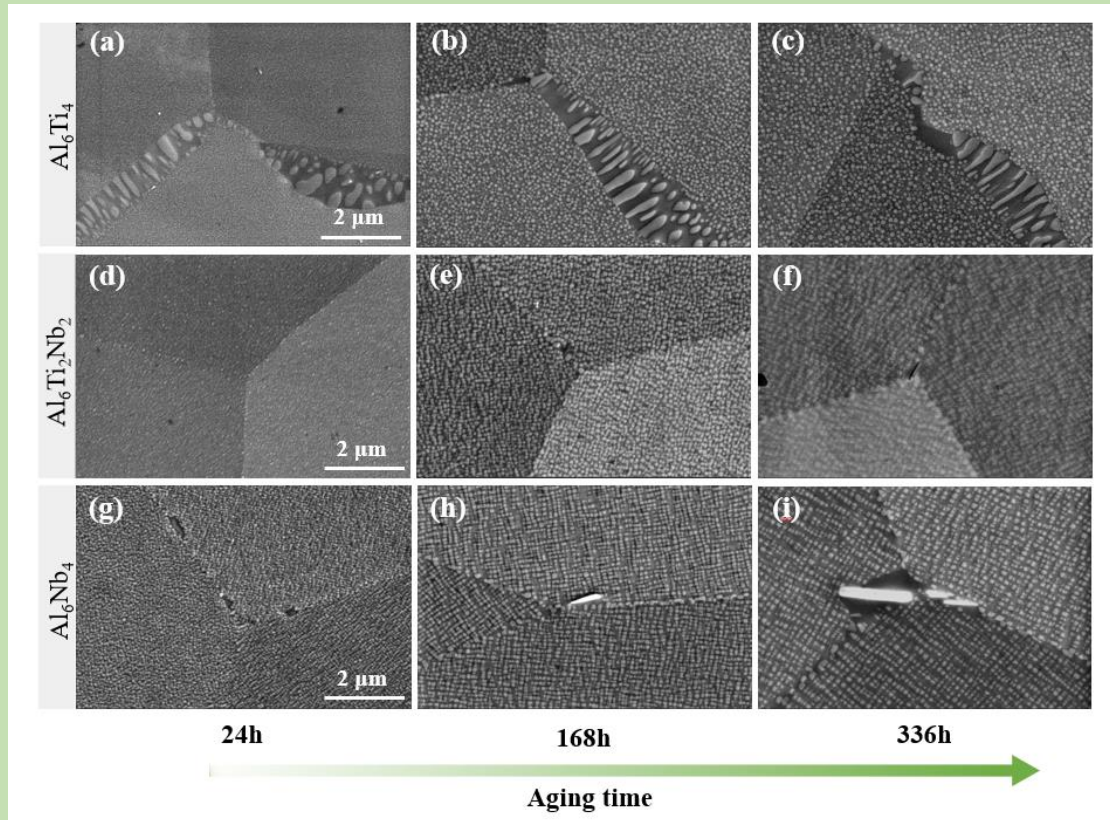 Al₆Ti₄
(a)
(b)
(c)
2 μm
Al₆Ti₂Nb₂
(d)
(e)
(f)
2 μm
Al₆Nb₄
(g)
(h)
(i)
2 μm
24h
168h
336h
Aging time